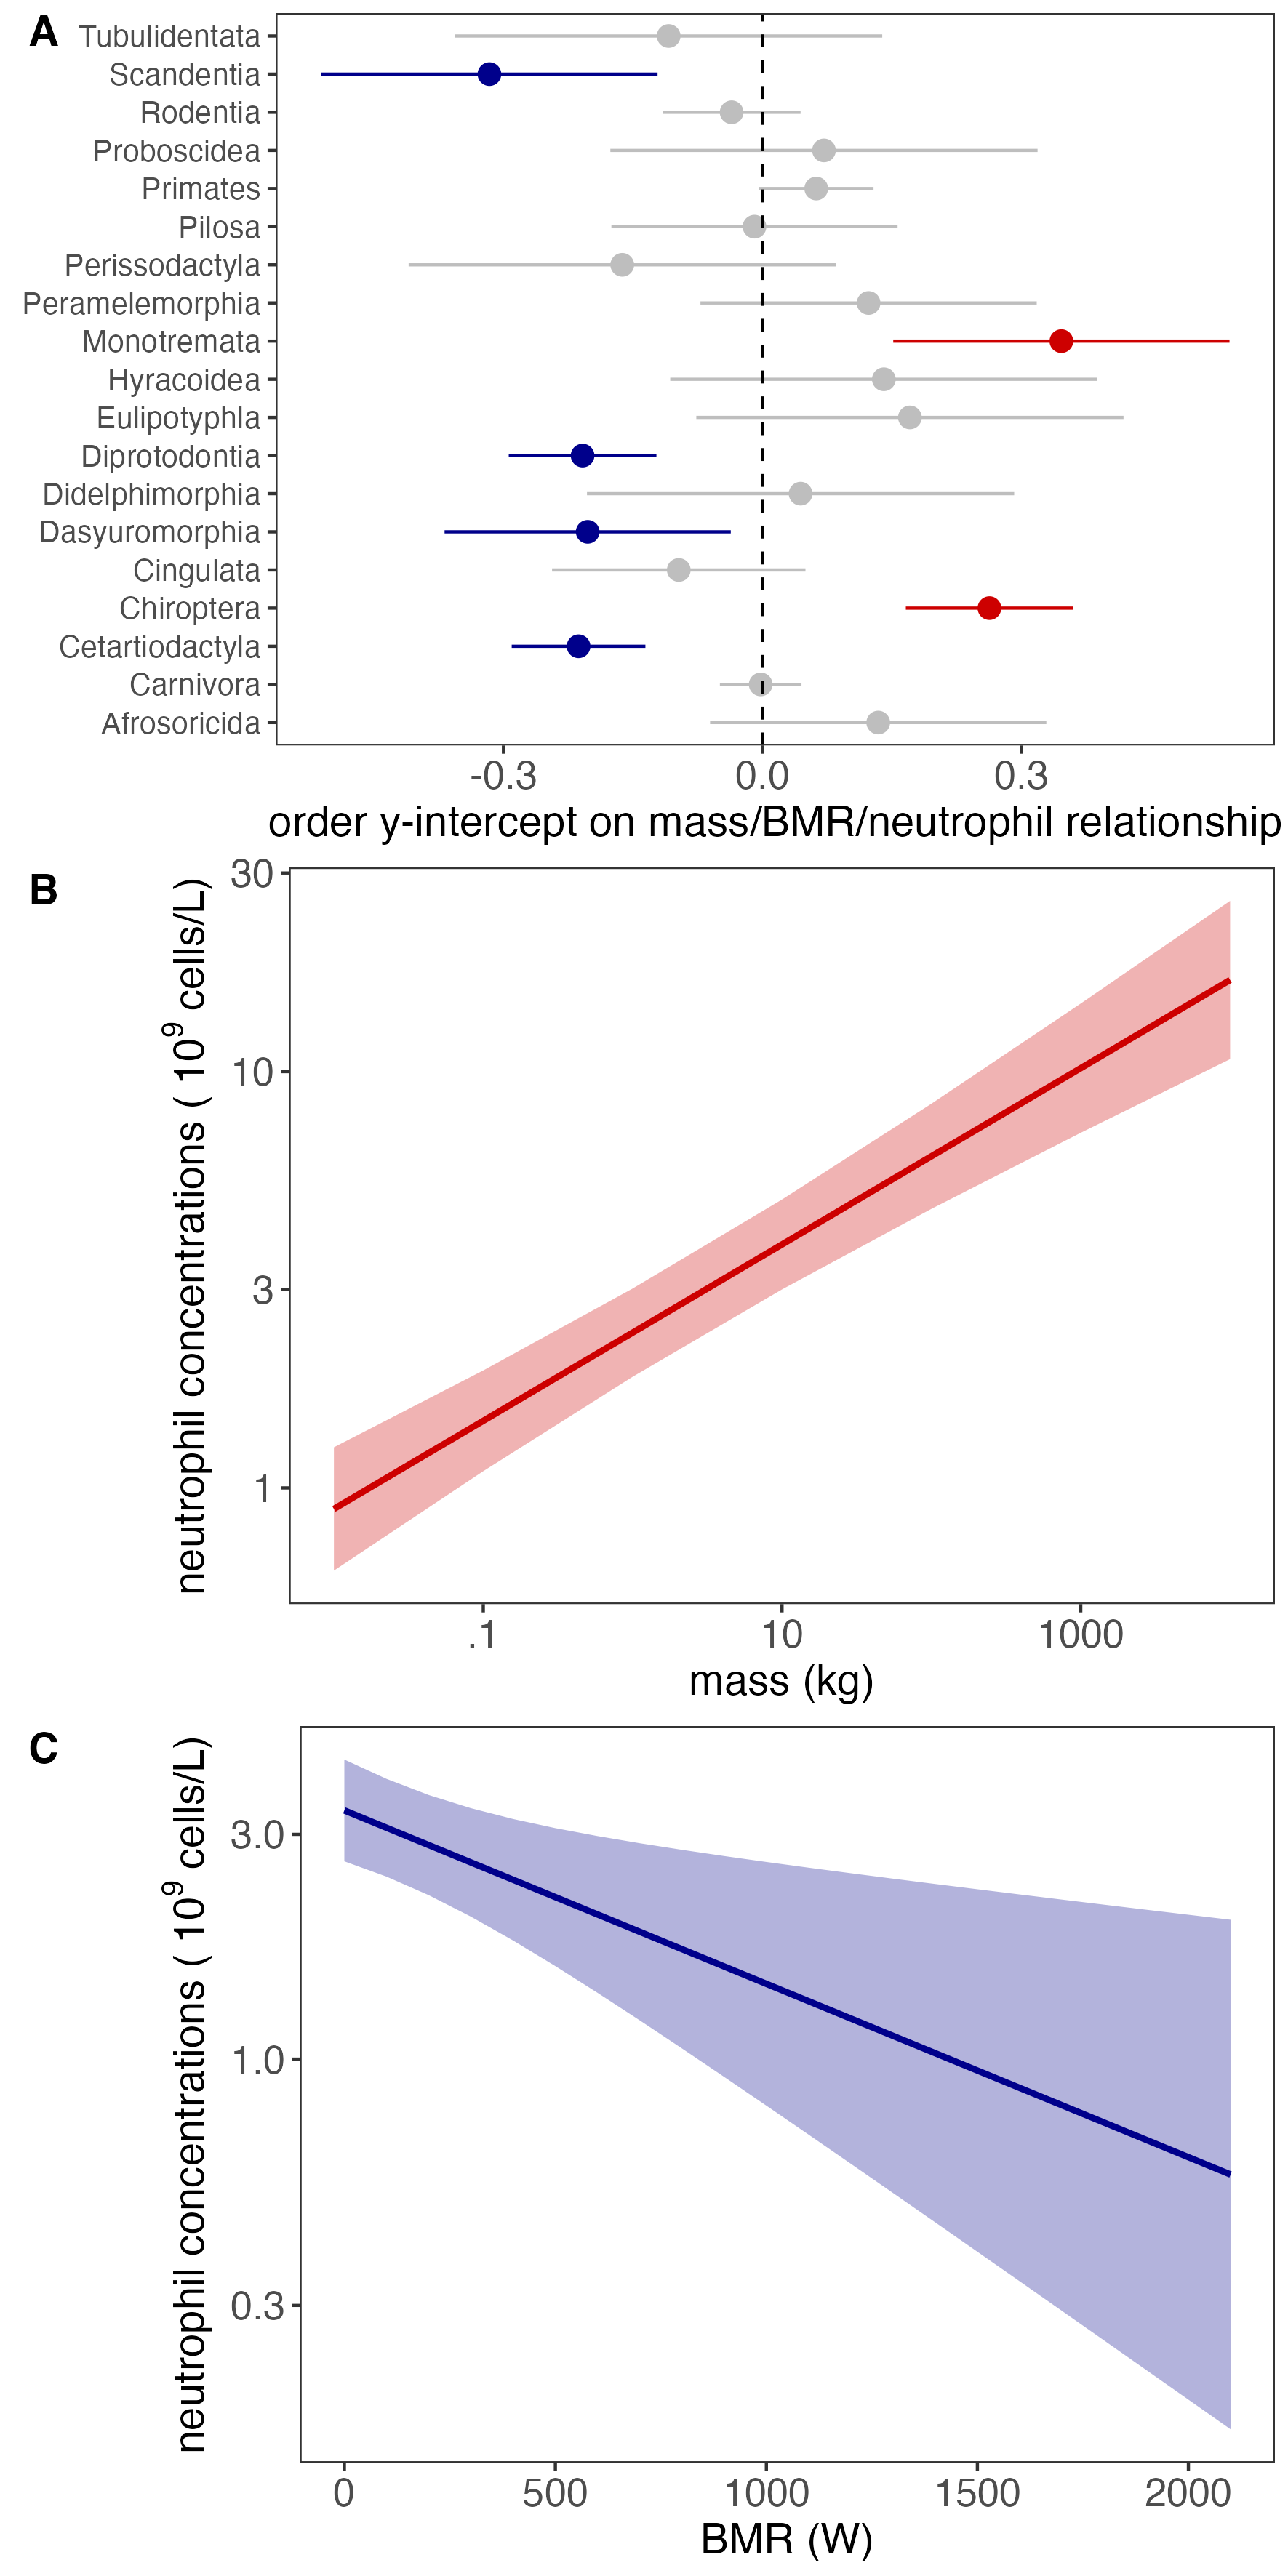 A
Tubulidentata
Scandentia
Rodentia
Proboscidea
Primates
Pilosa
Perissodactyla
Peramelemorphia
Monotremata
Hyracoidea
Eulipotyphla
Diprotodontia
Didelphimorphia
Dasyuromorphia
Cingulata
Chiroptera
Cetartiodactyla
Carnivora
Afrosoricida
-0.3 0.0 0.3
order y-intercept on mass/BMR/neutrophil relationship
B
neutrophil concentrations ( 10⁹ cells/L)
30
10
3
1
.1 10 1000
mass (kg)
C
neutrophil concentrations ( 10⁹ cells/L)
3.0
1.0
0.3
0 500 1000 1500 2000
BMR (W)